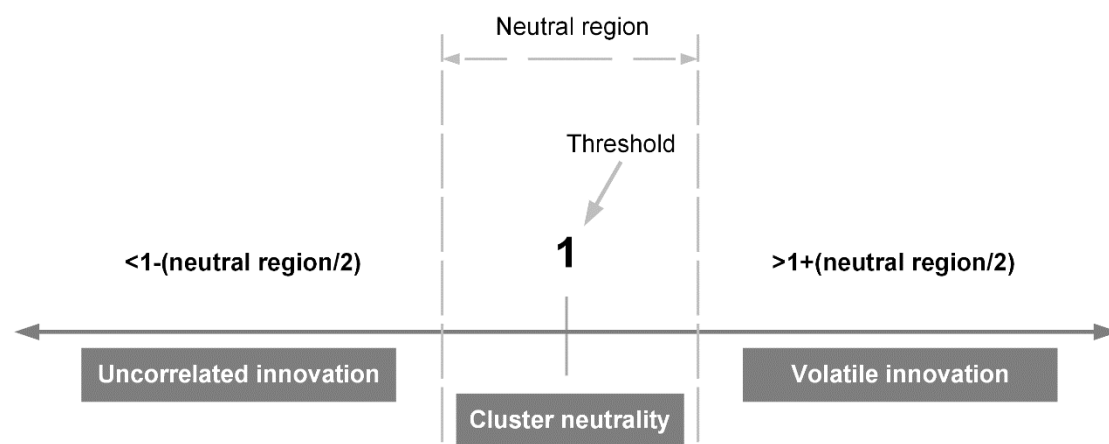 Neutral region
Threshold
1
<1-(neutral region/2)
>1+(neutral region/2)
Uncorrelated innovation
Volatile innovation
Cluster neutrality